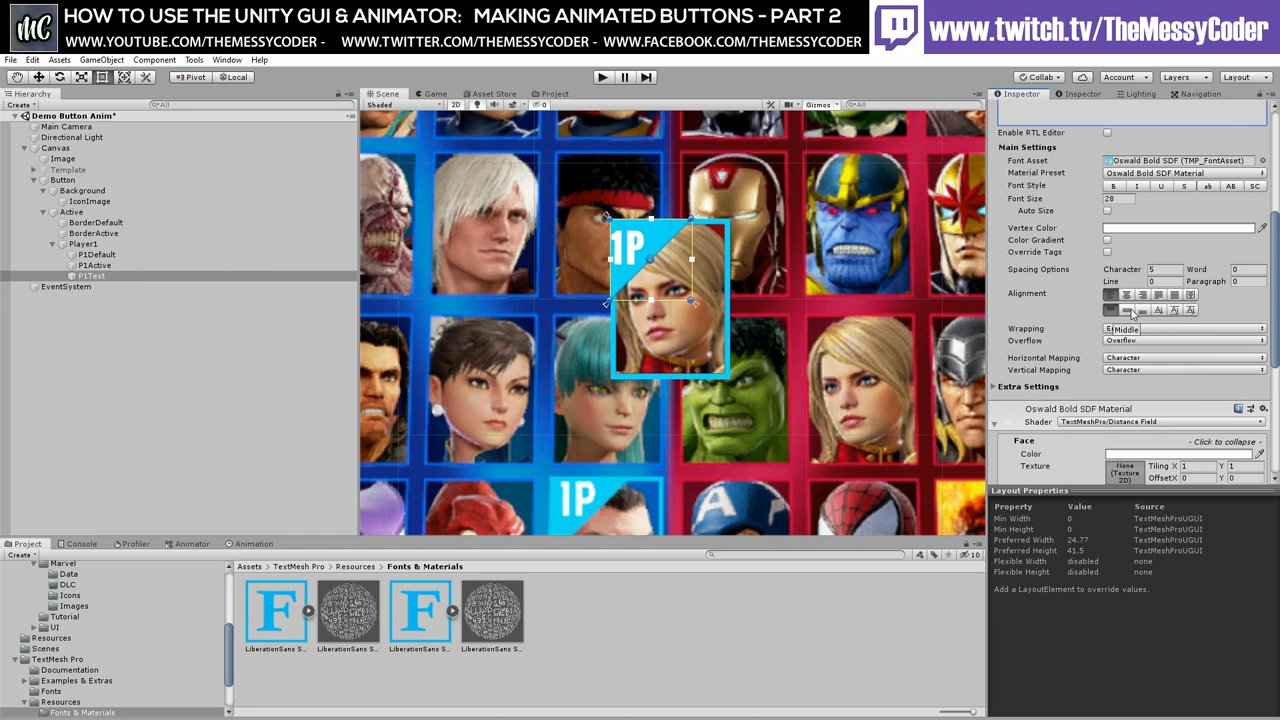 HOW TO USE THE UNITY GUI & ANIMATOR: MAKING ANIMATED BUTTONS - PART 2
WWW.YOUTUBE.COM/THEMESSYCODER - WWW.TWITTER.COM/THEMESSYCODER - WWW.FACEBOOK.COM/THEMESSYCODER
MC
www.twitch.tv/TheMessyCoder
File Edit Assets GameObject Component Tools Window Help
Pivot Local
Collab Account Layers Layout
Hierarchy
Create All
Demo Button Anim*
Main Camera
Directional Light
Canvas
Image
Template
Button
Background
IconImage
Active
BorderDefault
BorderActive
Player1
P1Default
P1Active
P1Text
EventSystem
Scene Game Asset Store Project
Shaded 2D 0 Gizmos All
1P
1P
Inspector Inspector Lighting Navigation
Enable RTL Editor
Main Settings
Font Asset Oswald Bold SDF (TMP_FontAsset)
Material Preset Oswald Bold SDF Material
Font Style B I U S ab AB SC
Font Size 28
Auto Size
Vertex Color
Color Gradient
Override Tags
Spacing Options Character 5 Word 0
Line 0 Paragraph 0
Alignment
Wrapping
Middle
Overflow Overflow
Horizontal Mapping Character
Vertical Mapping Character
Extra Settings
Oswald Bold SDF Material
Shader TextMeshPro/Distance Field
Face - Click to collapse -
Color
Texture None (Texture 2D) Tiling X 1 Y 1
OffsetX 0 Y 0
Layout Properties
Property Value Source
Min Width 0 TextMeshProUGUI
Min Height 0 TextMeshProUGUI
Preferred Width 24.77 TextMeshProUGUI
Preferred Height 41.5 TextMeshProUGUI
Flexible Width disabled none
Flexible Height disabled none
Add a LayoutElement to override values.
Project Console Profiler Animator Animation
Create 10
Marvel
Data
DLC
Icons
Images
Tutorial
UI
Resources
Scenes
TextMesh Pro
Documentation
Examples & Extras
Fonts
Resources
Fonts & Materials
Assets TextMesh Pro Resources Fonts & Materials
F F
LiberationSans S... LiberationSans S... LiberationSans S... LiberationSans S...